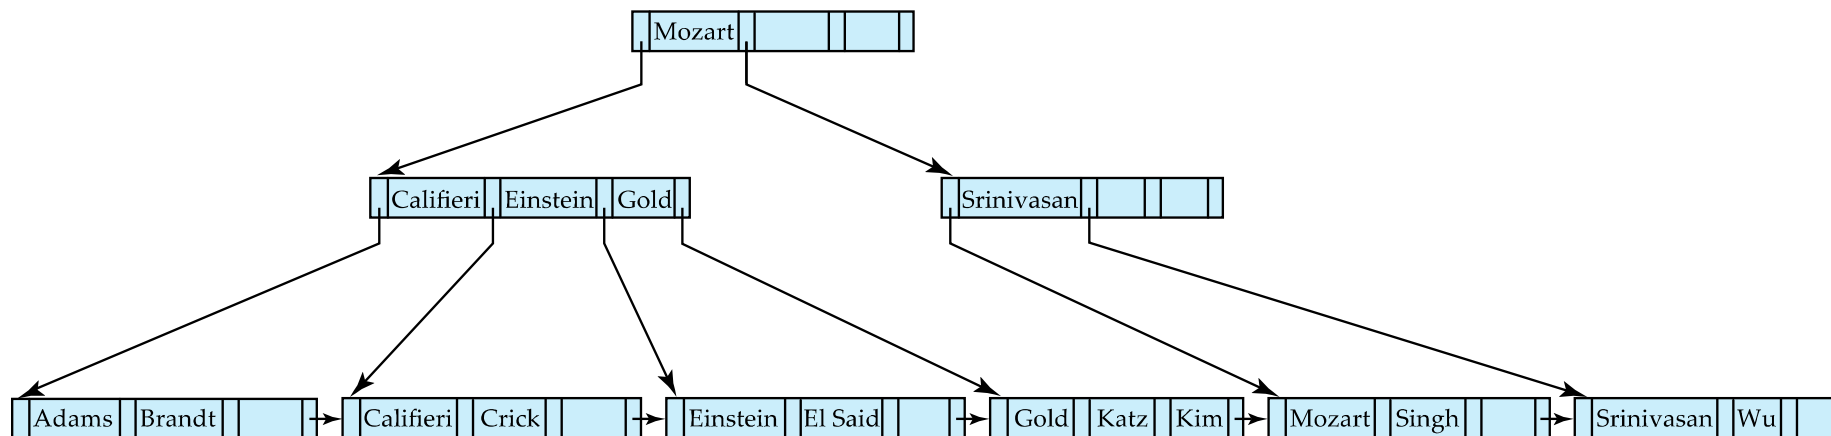 Mozart
Califieri Einstein Gold Srinivasan
Adams Brandt Califieri Crick Einstein El Said Gold Katz Kim Mozart Singh Srinivasan Wu